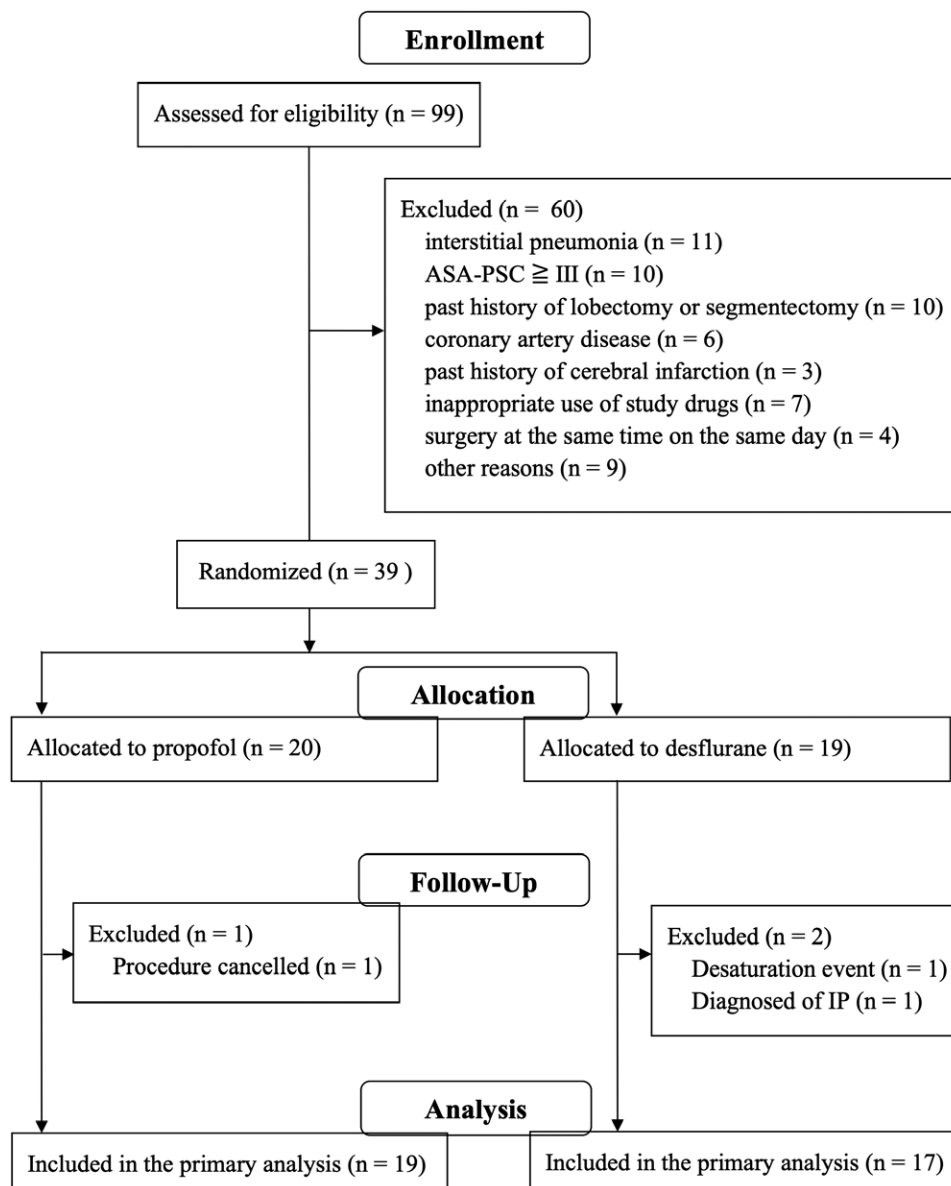 Enrollment
Assessed for eligibility (n = 99)
Excluded (n = 60)
interstitial pneumonia (n = 11)
ASA-PSC ≧ III (n = 10)
past history of lobectomy or segmentectomy (n = 10)
coronary artery disease (n = 6)
past history of cerebral infarction (n = 3)
inappropriate use of study drugs (n = 7)
surgery at the same time on the same day (n = 4)
other reasons (n = 9)
Randomized (n = 39 )
Allocation
Allocated to propofol (n = 20)
Allocated to desflurane (n = 19)
Follow-Up
Excluded (n = 1)
Procedure cancelled (n = 1)
Excluded (n = 2)
Desaturation event (n = 1)
Diagnosed of IP (n = 1)
Analysis
Included in the primary analysis (n = 19)
Included in the primary analysis (n = 17)